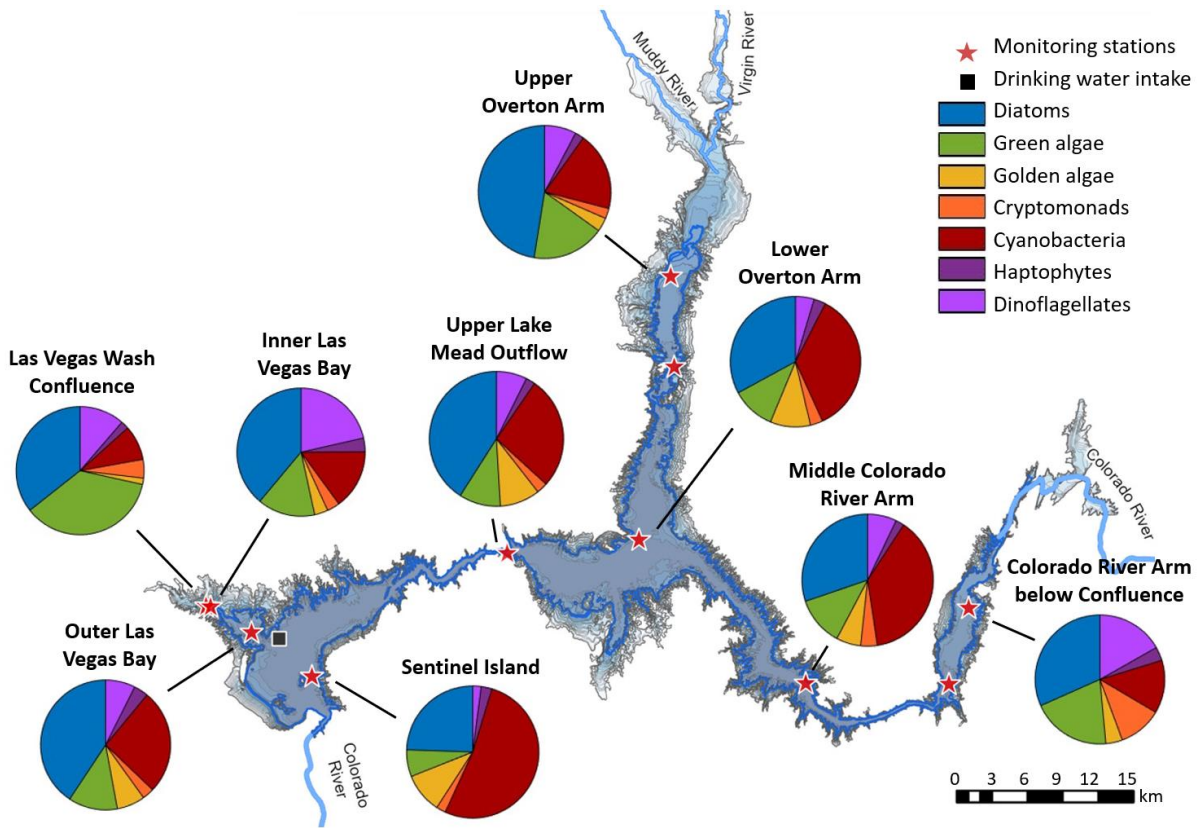 Muddy River
Virgin River
Monitoring stations
Drinking water intake
Diatoms
Green algae
Golden algae
Cryptomonads
Cyanobacteria
Haptophytes
Dinoflagellates
Upper
Overton Arm
Lower
Overton Arm
Upper Lake
Mead Outflow
Inner Las
Vegas Bay
Las Vegas Wash
Confluence
Middle Colorado
River Arm
Colorado River
Colorado River Arm
below Confluence
Outer Las
Vegas Bay
Sentinel Island
Colorado
River
0 3 6 9 12 15
km